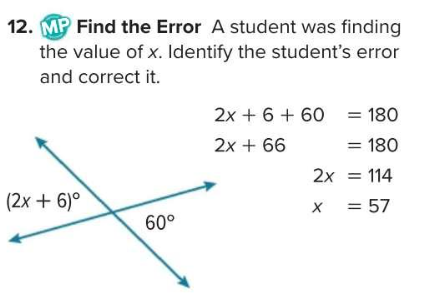 12. MP Find the Error A student was finding
the value of x. Identify the student's error
and correct it.
2x + 6 + 60 = 180
2x + 66 = 180
2x = 114
x = 57
(2x + 6)°
60°